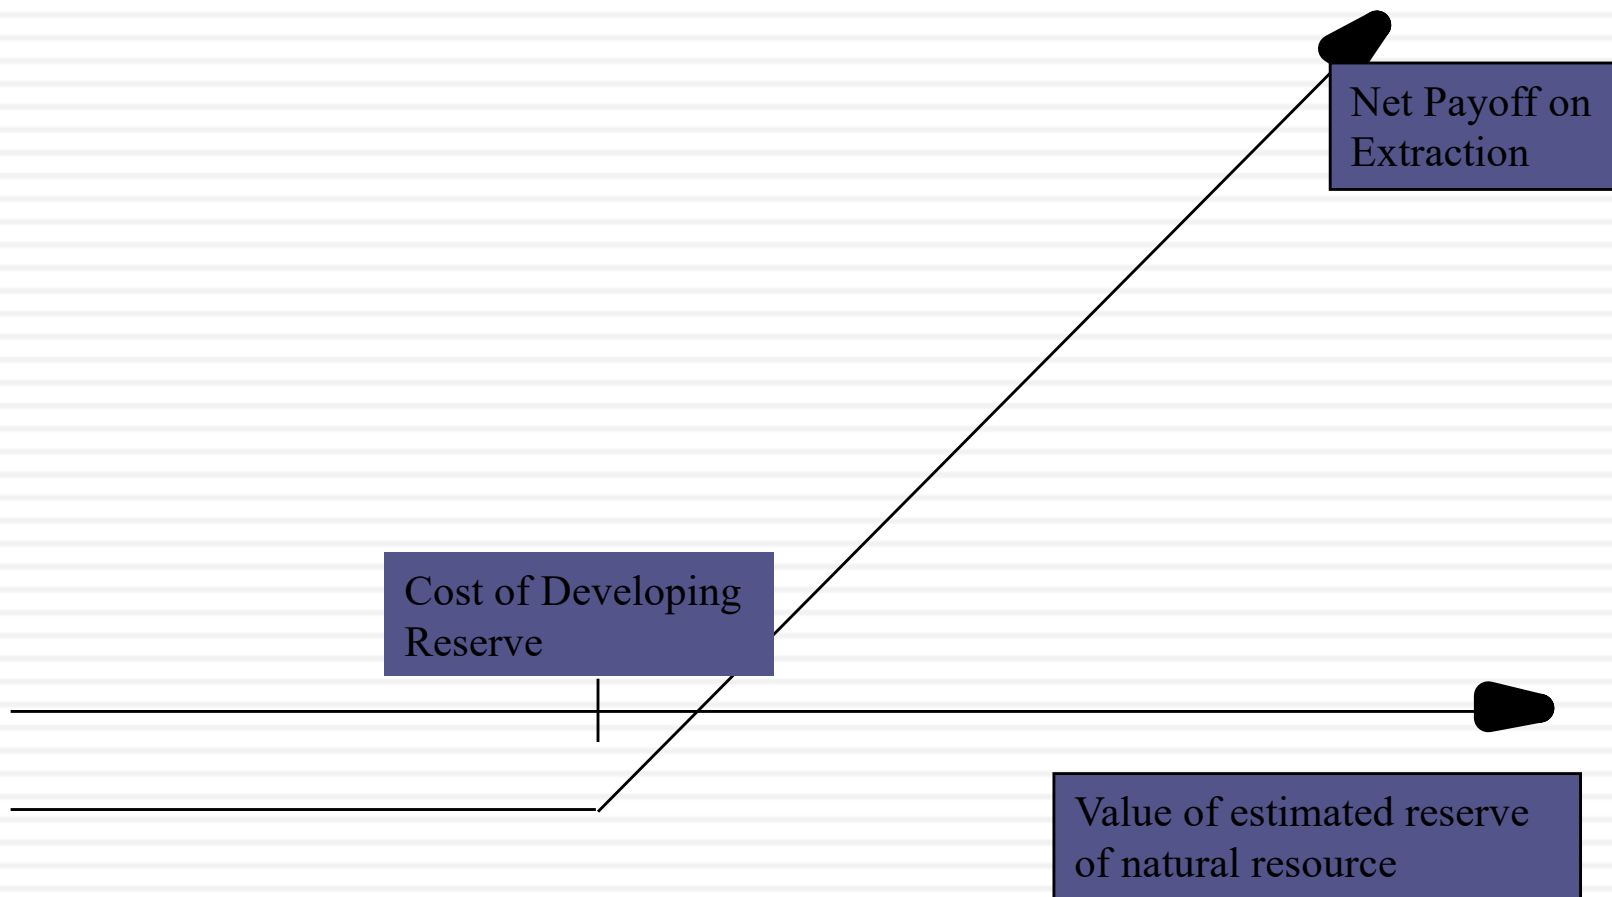 Net Payoff on
Extraction
Cost of Developing
Reserve
Value of estimated reserve
of natural resource